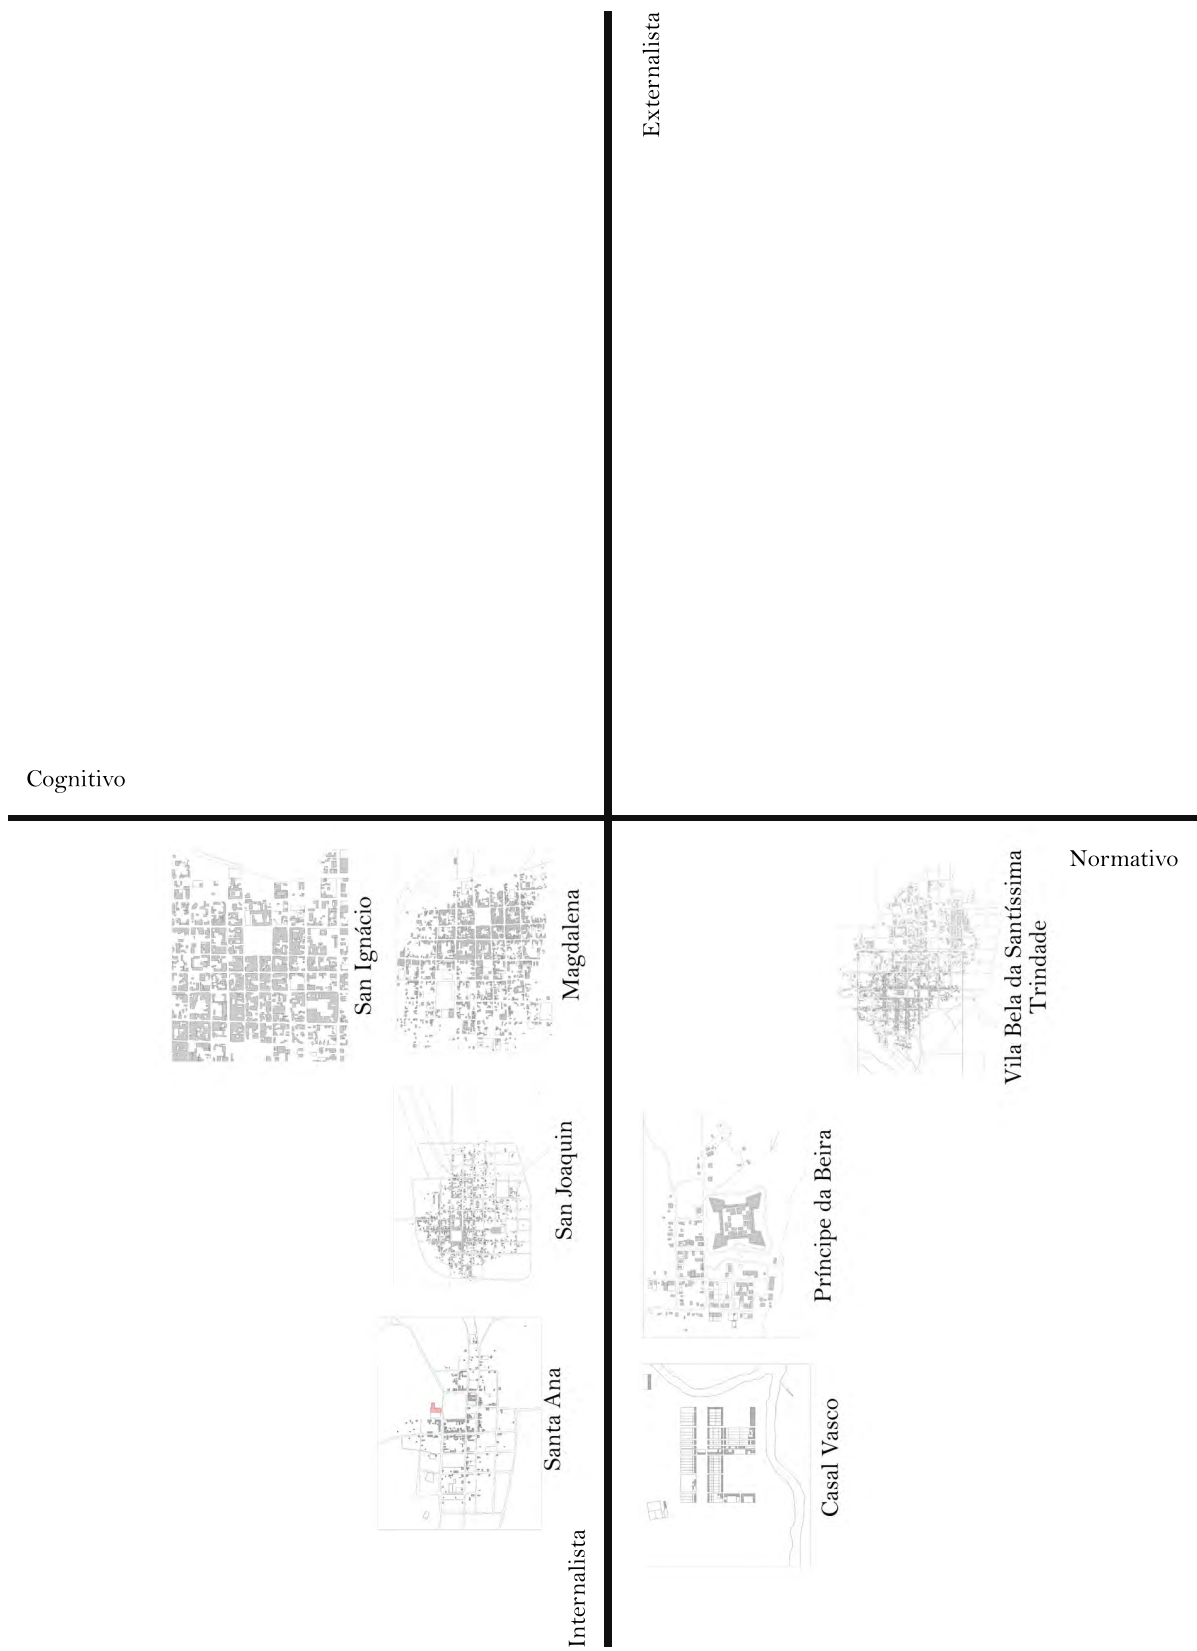 Externalista
Cognitivo
Normativo
San Ignácio
Magdalena
Vila Bela da Santíssima
Trindade
San Joaquin
Príncipe da Beira
Santa Ana
Casal Vasco
Internalista